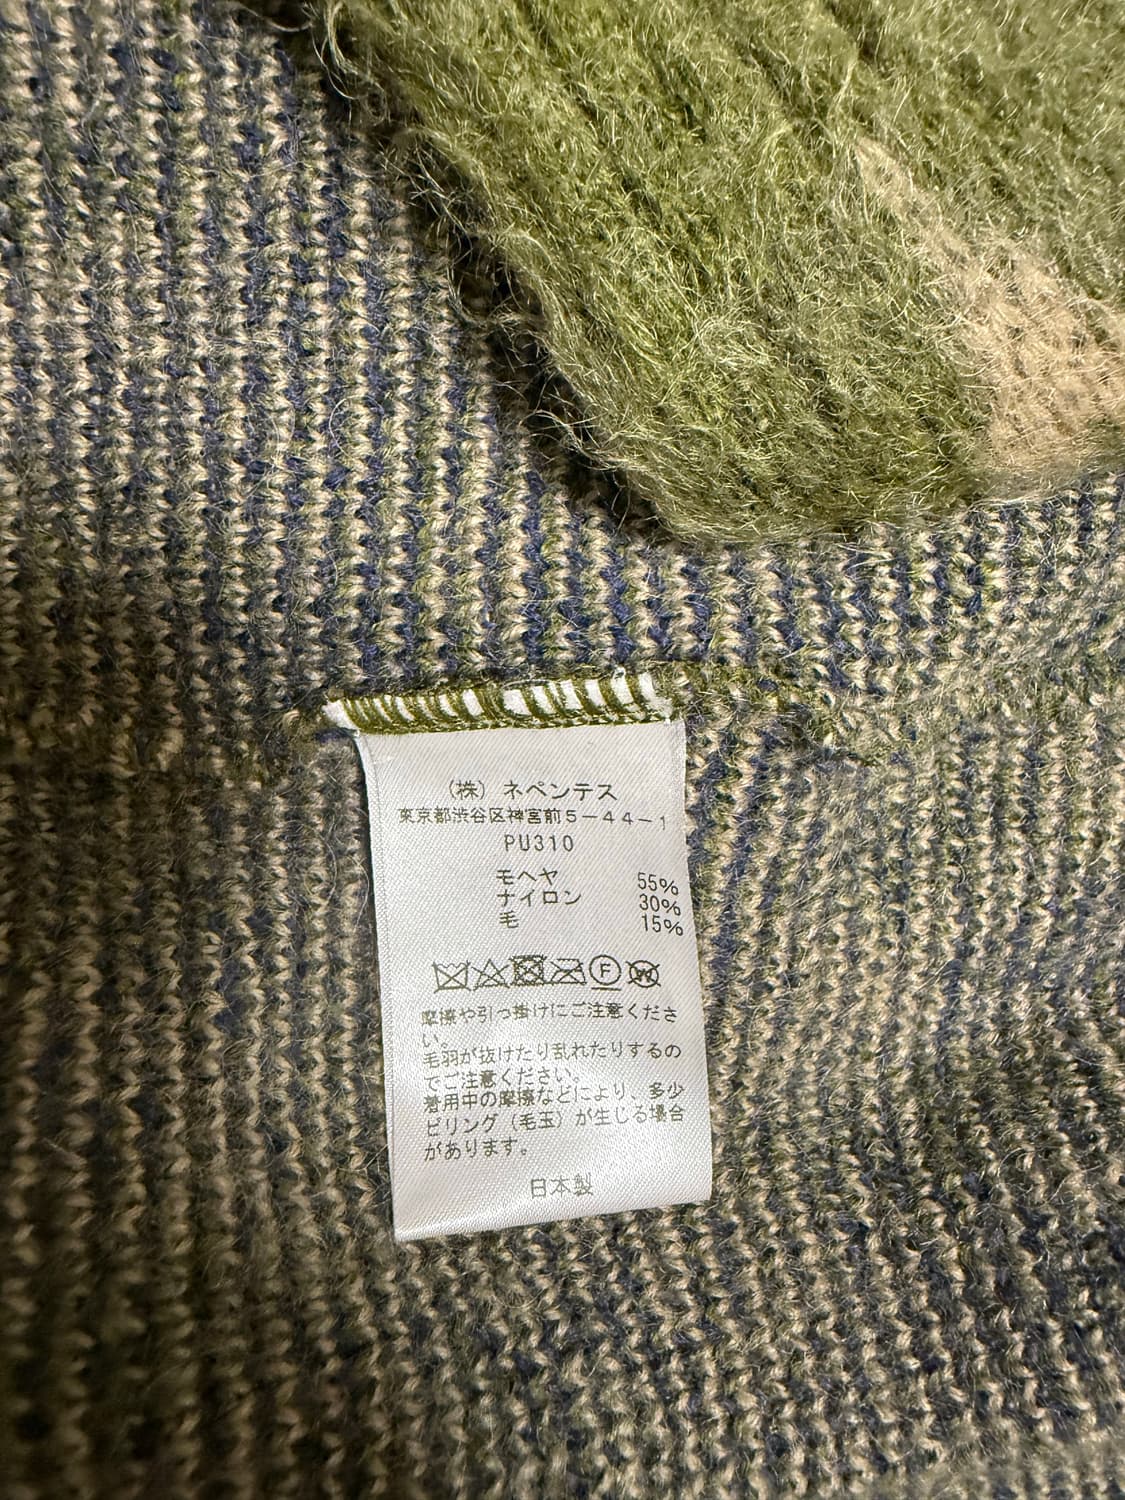 （株）ネペンテス
東京都渋谷区神宮前５－４４－１
PU310
モヘヤ 55%
ナイロン 30%
毛 15%
F
W
摩擦や引っ掛けにご注意くださ
い。
毛羽が抜けたり乱れたりするの
でご注意ください。
着用中の摩擦などにより、多少
ピリング（毛玉）が生じる場合
があります。
日本製